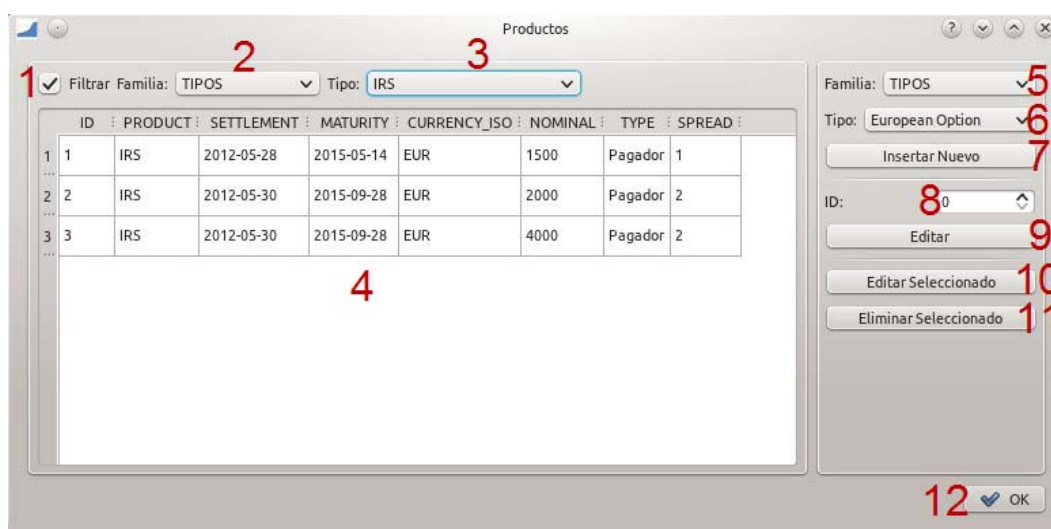 Productos
1 Filtrar Familia: TIPOS 2 Tipo: IRS 3
ID PRODUCT SETTLEMENT MATURITY CURRENCY_ISO NOMINAL TYPE SPREAD
1 1 IRS 2012-05-28 2015-05-14 EUR 1500 Pagador 1
2 2 IRS 2012-05-30 2015-09-28 EUR 2000 Pagador 2
3 3 IRS 2012-05-30 2015-09-28 EUR 4000 Pagador 2
4
Familia: TIPOS 5
Tipo: European Option 6
Insertar Nuevo 7
ID: 8 0
Editar 9
Editar Seleccionado 10
Eliminar Seleccionado 11
12 OK